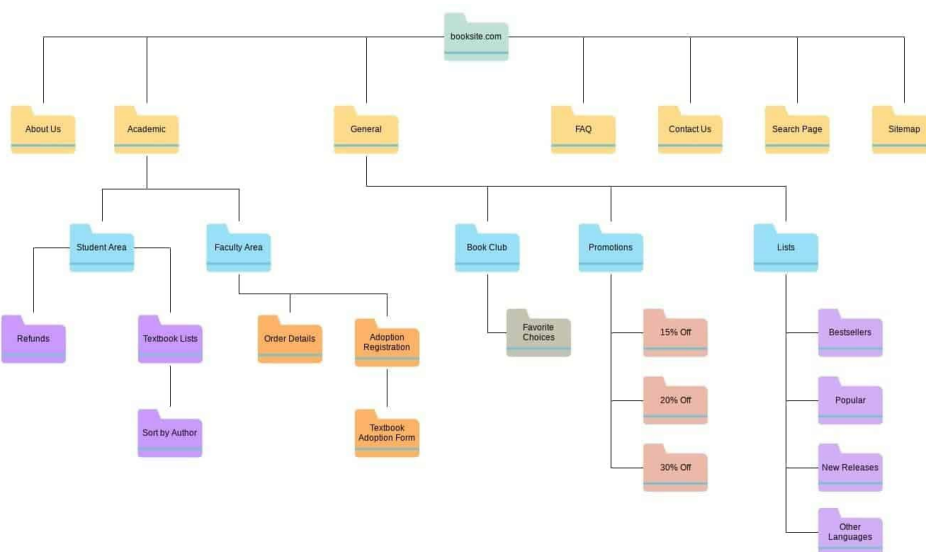 booksite.com
About Us
Academic
General
FAQ
Contact Us
Search Page
Sitemap
Student Area
Faculty Area
Book Club
Promotions
Lists
Refunds
Textbook Lists
Order Details
Adoption
Registration
Favorite
Choices
15% Off
Bestsellers
Sort by Author
Textbook
Adoption Form
20% Off
Popular
30% Off
New Releases
Other
Languages